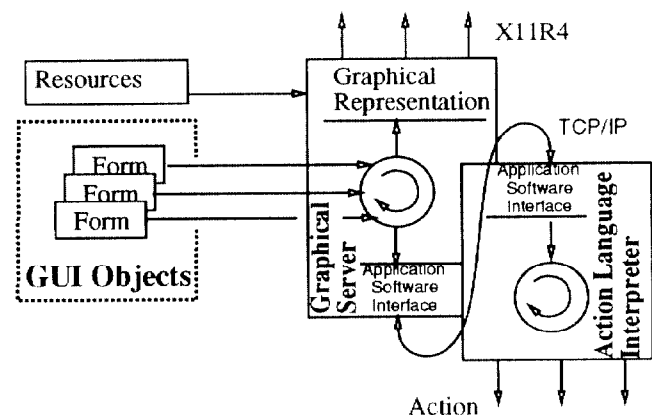 X11R4
Resources
Graphical
Representation
TCP/IP
Form
Form
Form
GUI Objects
Graphical
Server
Application
Software
Interface
Application
Software
Interface
Action Language
Interpreter
Action